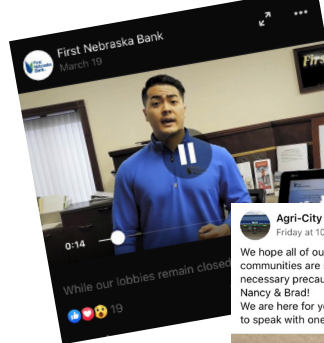 First Nebraska Bank
March 19
First
Nebraska
Bank
Firs
0:14
While our lobbies remain closed
19
Agri-City
Friday at 10
We hope all of ou
communities are
necessary precau
Nancy & Brad!
We are here for yo
to speak with one